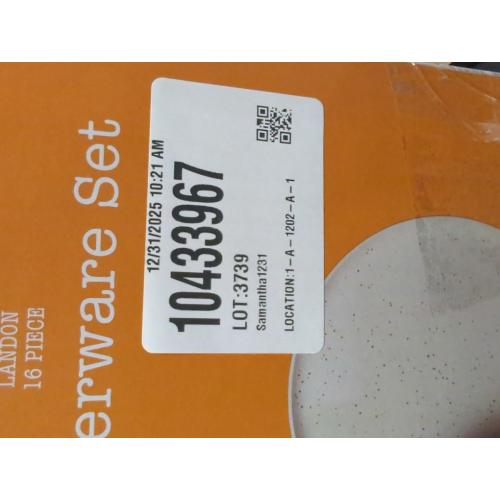 LANDON
16 PIECE
erware Set
12/31/2025 10:21 AM
10433967
LOT:3739
Samantha1231
LOCATION:1-A-1202-A-1